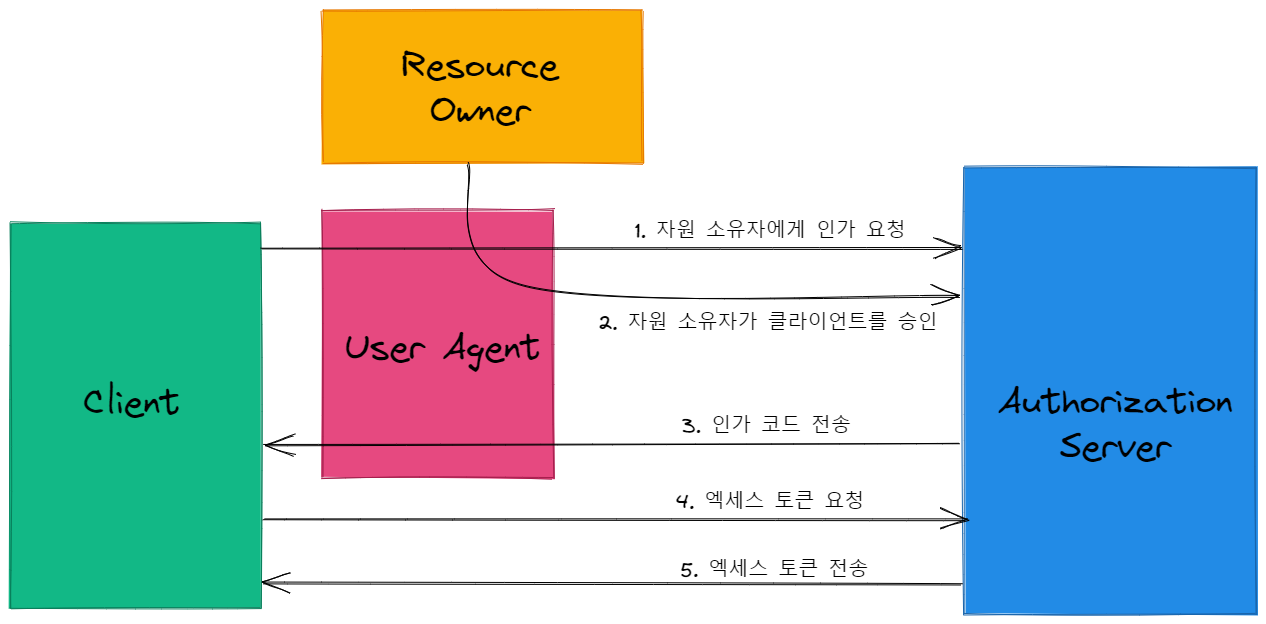 Resource
Owner
1. 자원 소유자에게 인가 요청
2. 자원 소유자가 클라이언트를 승인
User Agent
Client
Authorization
Server
3. 인가 코드 전송
4. 엑세스 토큰 요청
5. 엑세스 토큰 전송